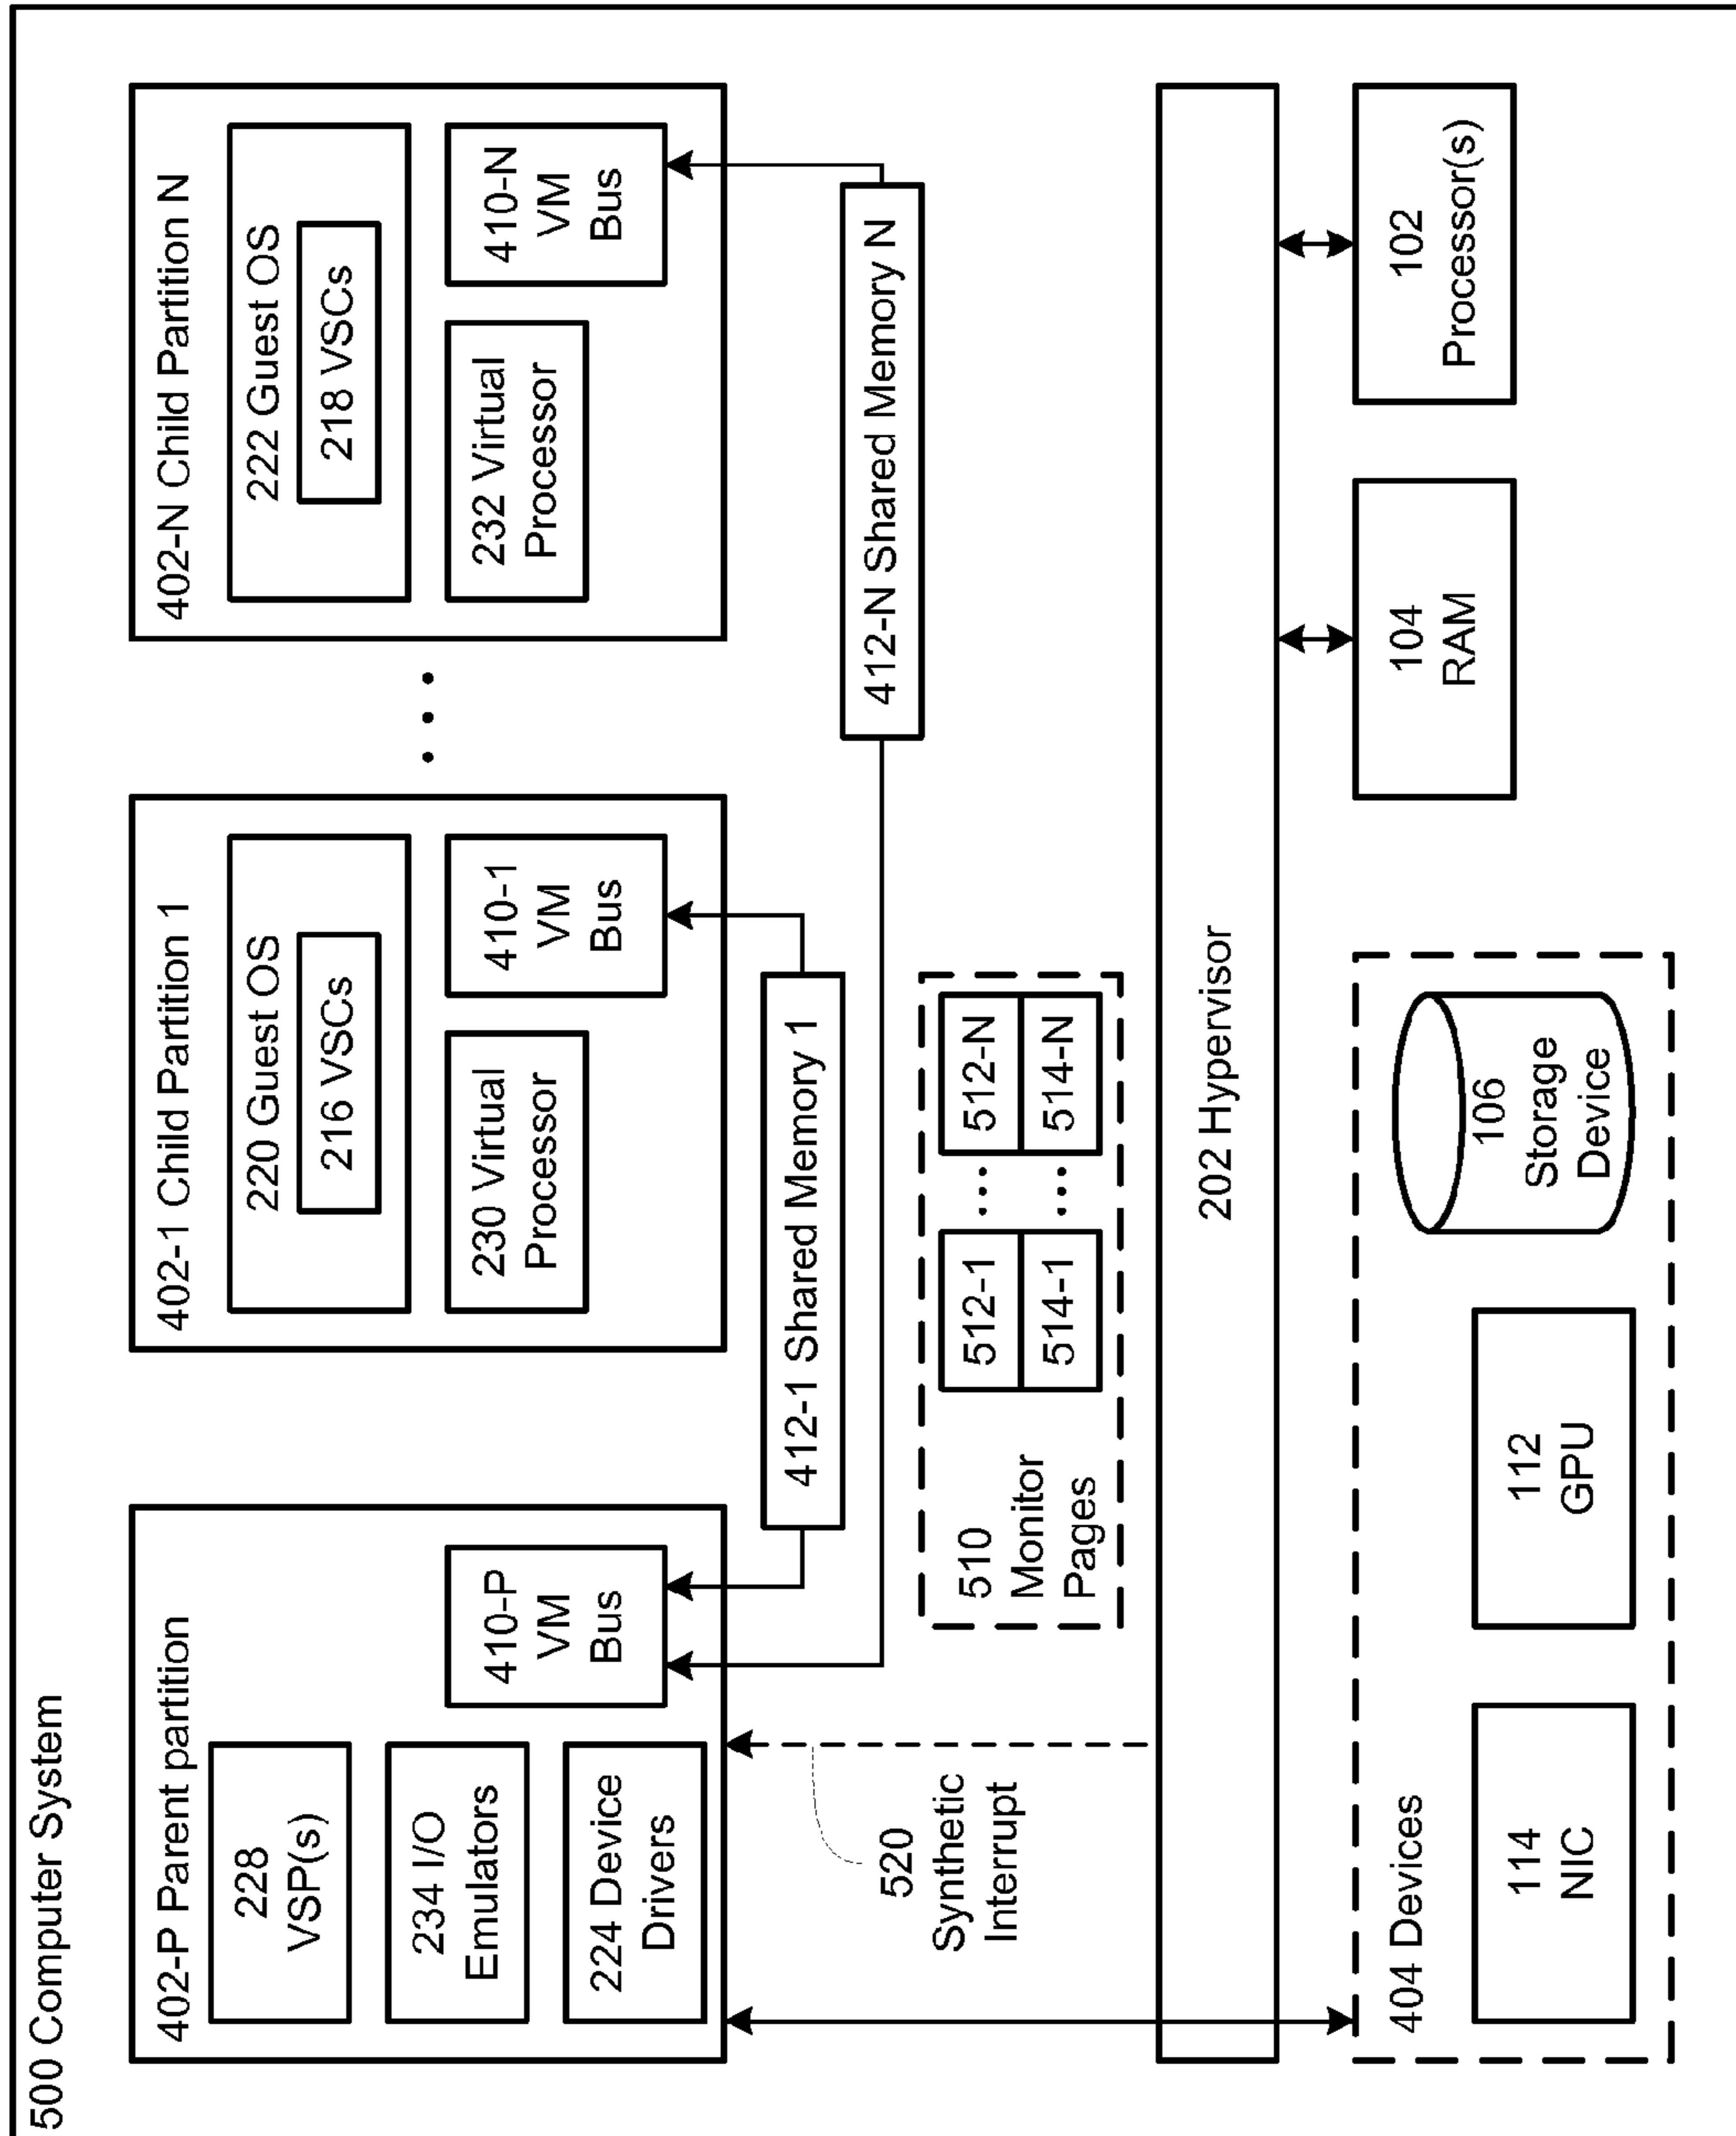 500 Computer System
402-P Parent partition
228
VSP(s)
234 I/O
Emulators
224 Device
Drivers
410-P
VM
Bus
402-1 Child Partition 1
220 Guest OS
216 VSCs
230 Virtual
Processor
410-1
VM
Bus
...
402-N Child Partition N
222 Guest OS
218 VSCs
232 Virtual
Processor
410-N
VM
Bus
412-1 Shared Memory 1
412-N Shared Memory N
520
Synthetic
Interrupt
510
Monitor
Pages
512-1 ... 512-N
514-1 ... 514-N
202 Hypervisor
404 Devices
114
NIC
112
GPU
106
Storage
Device
104
RAM
102
Processor(s)